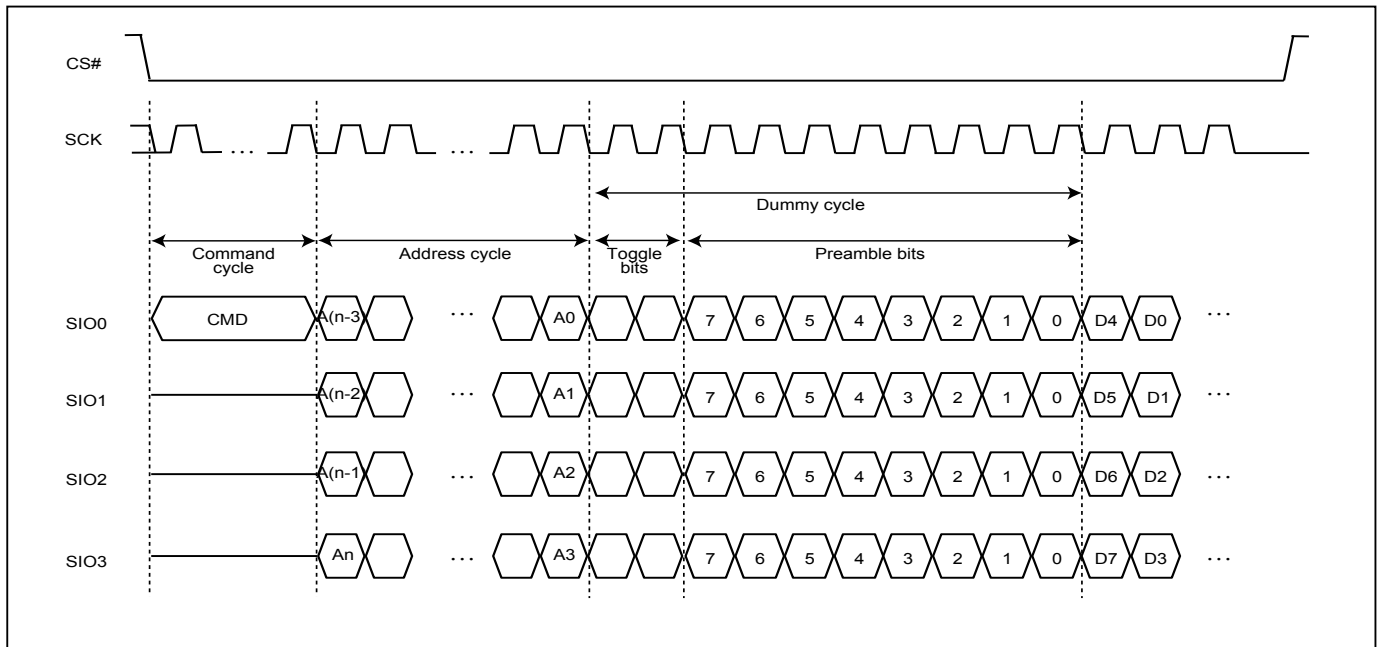 CS#
SCK
...
...
Dummy cycle
Command
cycle
Address cycle
Toggle
bits
Preamble bits
SIO0 CMD A(n-3) ... A0 7 6 5 4 3 2 1 0 D4 D0 ...
SIO1 A(n-2) ... A1 7 6 5 4 3 2 1 0 D5 D1 ...
SIO2 A(n-1) ... A2 7 6 5 4 3 2 1 0 D6 D2 ...
SIO3 An ... A3 7 6 5 4 3 2 1 0 D7 D3 ...